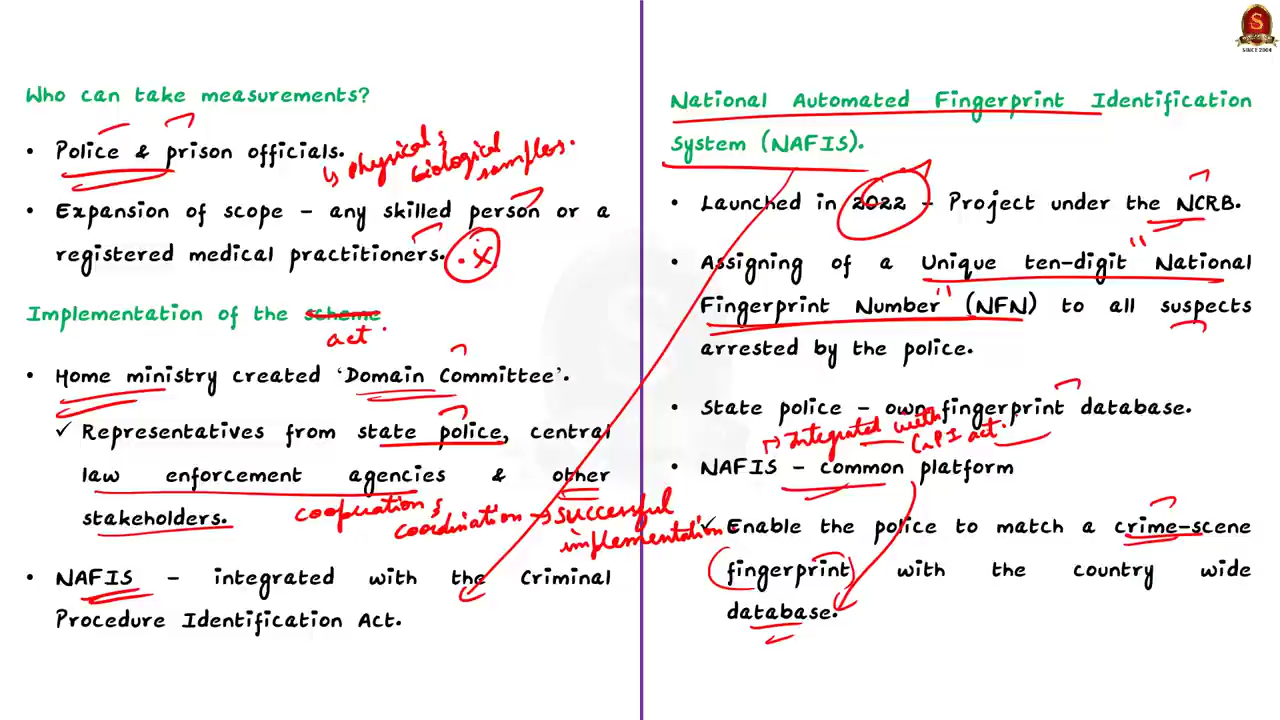 Who can take measurements?
• Police & prison officials.
↳ physical &
biological
samples.
• Expansion of scope – any skilled person or a
registered medical practitioners. x
Implementation of the scheme
act.
• Home ministry created ‘Domain Committee’.
✓ Representatives from state police, central
law enforcement agencies & other
stakeholders.
cooperation &
coordination → successful
implementation
• NAFIS – integrated with the Criminal
Procedure Identification Act.
S
SINCE 2004
National Automated Fingerprint Identification
System (NAFIS).
• Launched in 2022 – Project under the NCRB.
• Assigning of a Unique ten-digit National
Fingerprint Number (NFN) to all suspects
arrested by the police.
• State police – own fingerprint database.
↱ Integrated with
CrPI act.
• NAFIS – common platform
✓ Enable the police to match a crime-scene
fingerprint with the country wide
database.